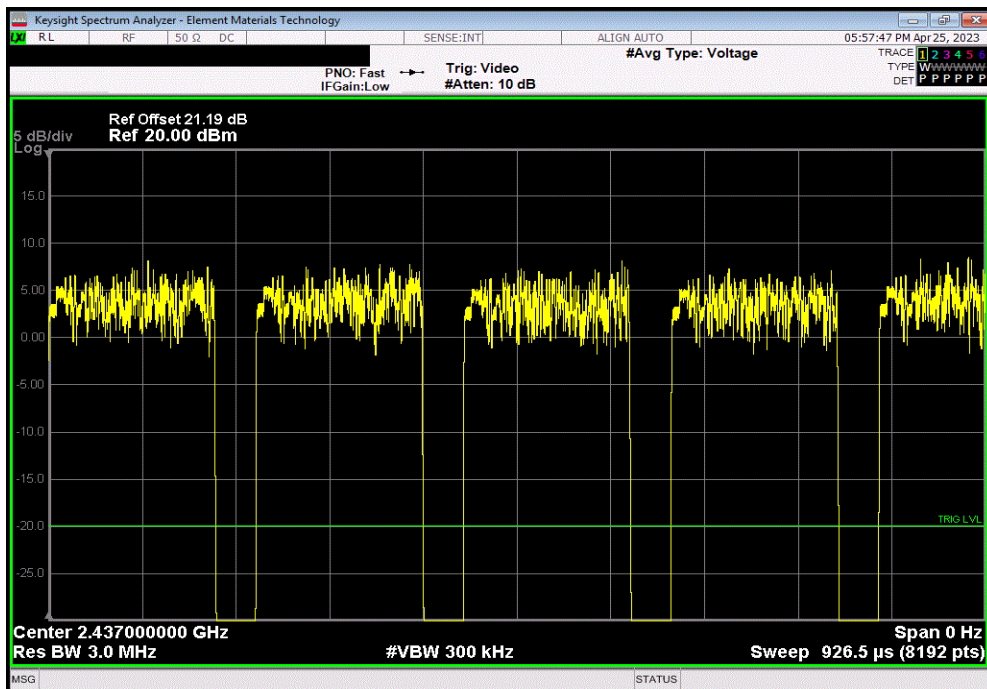 Keysight Spectrum Analyzer - Element Materials Technology
LXI RL RF 50 Ω DC SENSE:INT ALIGN AUTO 05:57:47 PM Apr 25, 2023
#Avg Type: Voltage TRACE 1 2 3 4 5 6
PNO: Fast Trig: Video TYPE WWWWWW
IFGain:Low #Atten: 10 dB DET P P P P P P
Ref Offset 21.19 dB
5 dB/div Ref 20.00 dBm
Log
15.0
10.0
5.00
0.00
-5.00
-10.0
-15.0
-20.0 TRIG LVL
-25.0
Center 2.437000000 GHz Span 0 Hz
Res BW 3.0 MHz #VBW 300 kHz Sweep 926.5 µs (8192 pts)
MSG STATUS